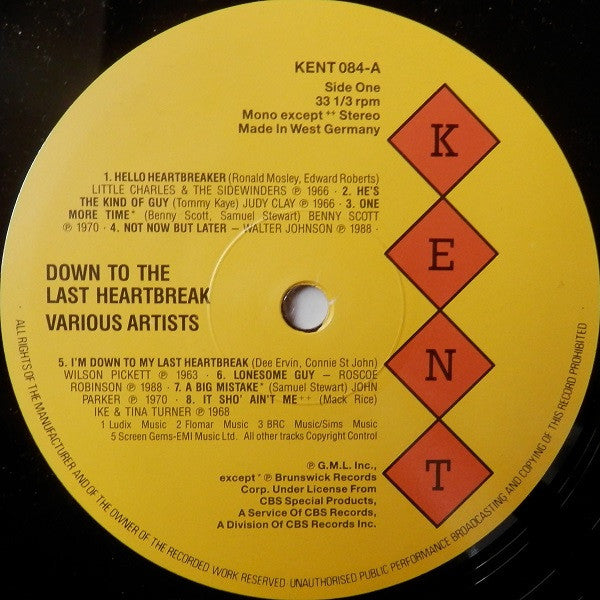 KENT 084-A
Side One
33 1/3 rpm
Mono except ++ Stereo
Made In West Germany
1. HELLO HEARTBREAKER (Ronald Mosley, Edward Roberts)
LITTLE CHARLES & THE SIDEWINDERS ℗ 1966 · 2. HE'S
THE KIND OF GUY (Tommy Kaye) JUDY CLAY ℗ 1966 · 3. ONE
MORE TIME* (Benny Scott, Samuel Stewart) BENNY SCOTT
℗ 1970 · 4. NOT NOW BUT LATER – WALTER JOHNSON ℗ 1988 ·
DOWN TO THE
LAST HEARTBREAK
VARIOUS ARTISTS
5. I'M DOWN TO MY LAST HEARTBREAK (Dee Ervin, Connie St John)
WILSON PICKETT ℗ 1963 · 6. LONESOME GUY – ROSCOE
ROBINSON ℗ 1988 · 7. A BIG MISTAKE* (Samuel Stewart) JOHN
PARKER ℗ 1970 · 8. IT SHO' AIN'T ME++ (Mack Rice)
IKE & TINA TURNER ℗ 1968
1 Ludix Music 2 Flomar Music 3 BRC Music/Sims Music
5 Screen Gems-EMI Music Ltd. All other tracks Copyright Control
℗ G.M.L. Inc.,
except * ℗ Brunswick Records
Corp. Under License From
CBS Special Products,
A Service Of CBS Records,
A Division Of CBS Records Inc.
K
E
N
T
ALL RIGHTS OF THE MANUFACTURER AND OF THE OWNER OF THE RECORDED WORK RESERVED. UNAUTHORISED PUBLIC PERFORMANCE BROADCASTING AND COPYING OF THIS RECORD PROHIBITED